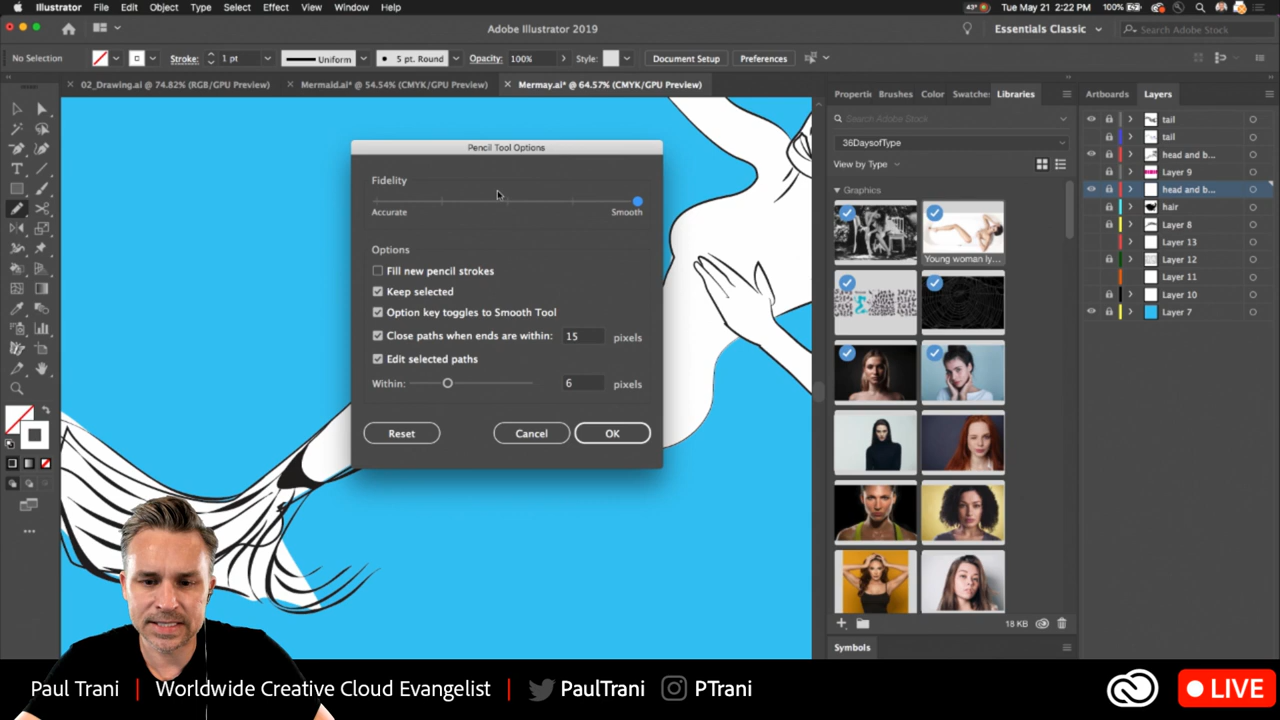 Illustrator File Edit Object Type Select Effect View Window Help
43° Tue May 21 2:22 PM 100%
Adobe Illustrator 2019
Essentials Classic
Search Adobe Stock
No Selection Stroke: 1 pt Uniform 5 pt. Round Opacity: 100% Style: Document Setup Preferences
× 02_Drawing.ai @ 74.82% (RGB/GPU Preview) × Mermaid.ai* @ 54.54% (CMYK/GPU Preview) × Mermay.ai* @ 64.57% (CMYK/GPU Preview)
Properti Brushes Color Swatche: Libraries
Artboards Layers
Search Adobe Stock
36DaysofType
View by Type
Graphics
Young woman ly...
18 KB
Symbols
tail
tail
head and b...
Layer 9
head and b...
hair
Layer 8
Layer 13
Layer 12
Layer 11
Layer 10
Layer 7
Pencil Tool Options
Fidelity
Accurate Smooth
Options
Fill new pencil strokes
Keep selected
Option key toggles to Smooth Tool
Close paths when ends are within: 15 pixels
Edit selected paths
Within: 6 pixels
Reset Cancel OK
Paul Trani | Worldwide Creative Cloud Evangelist | PaulTrani PTrani
LIVE